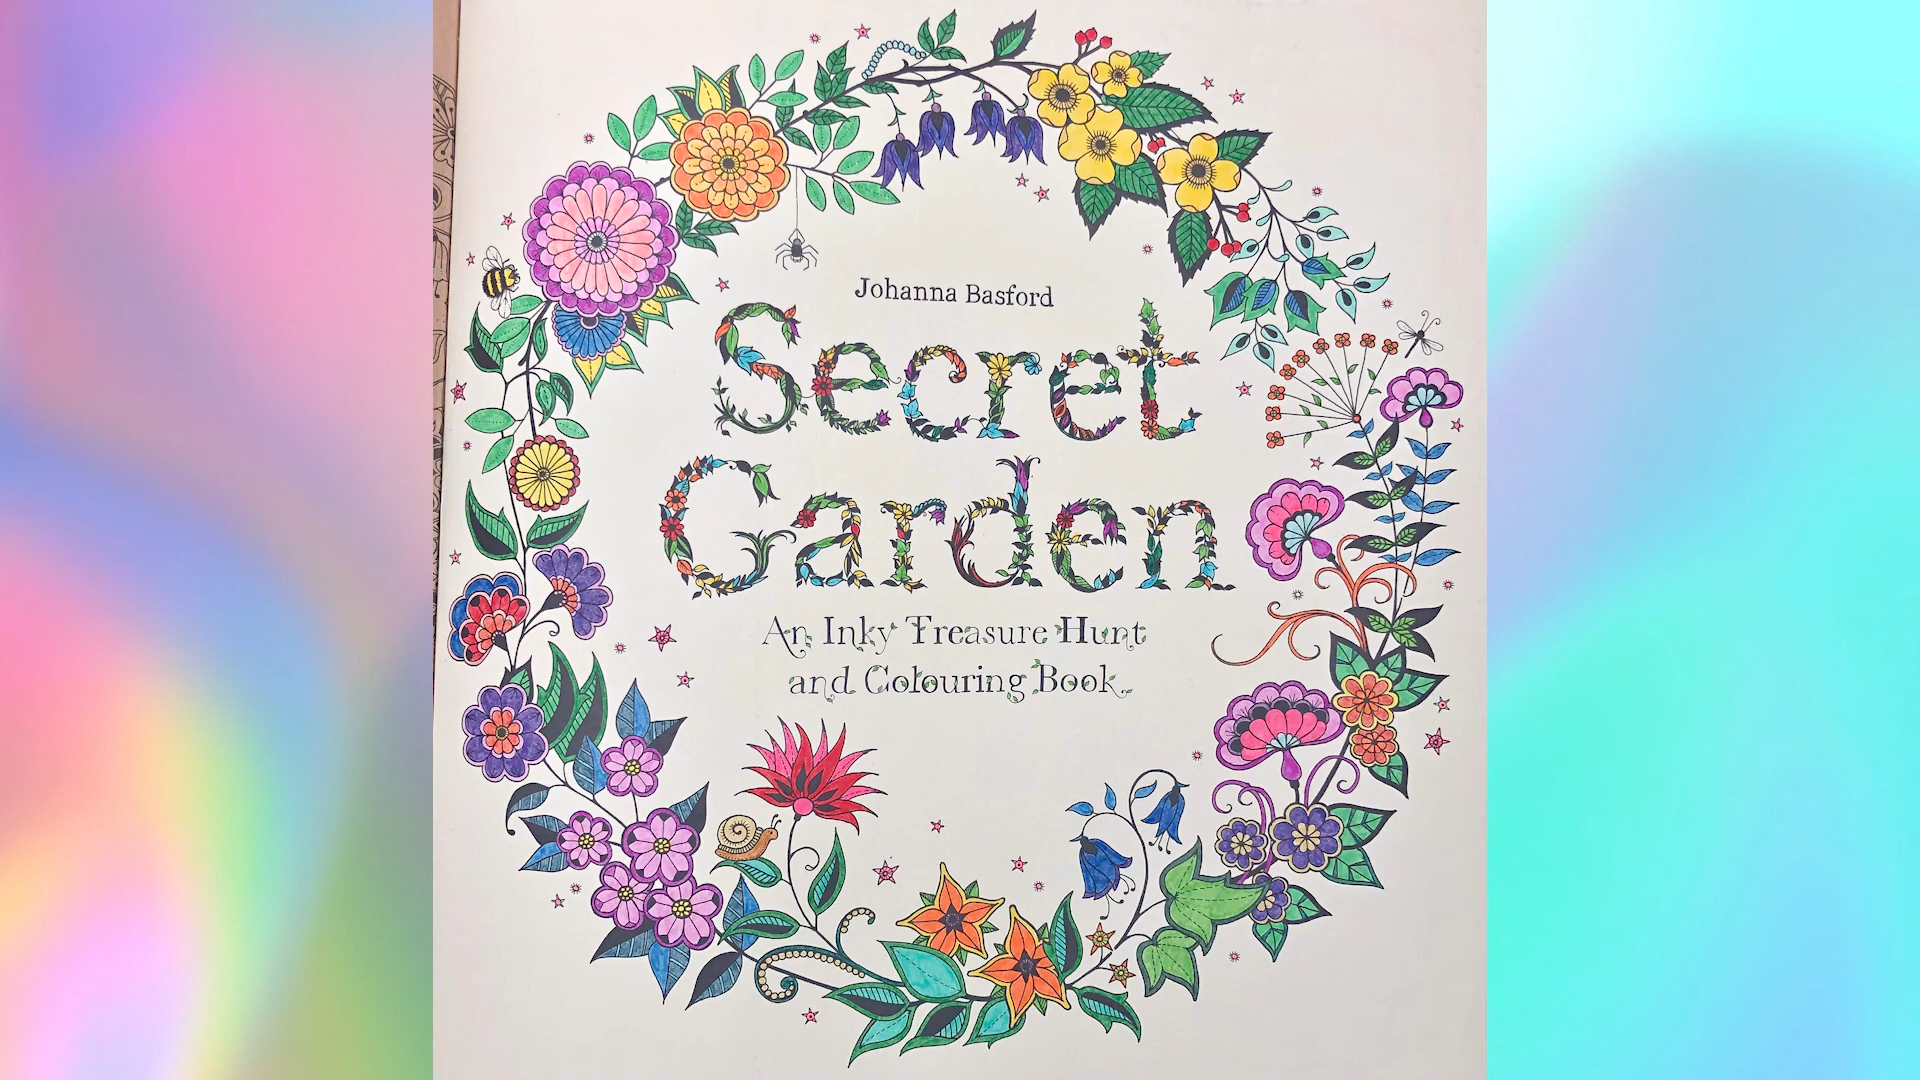 Johanna Basford
Secret
Garden
An Inky Treasure Hunt
and Colouring Book